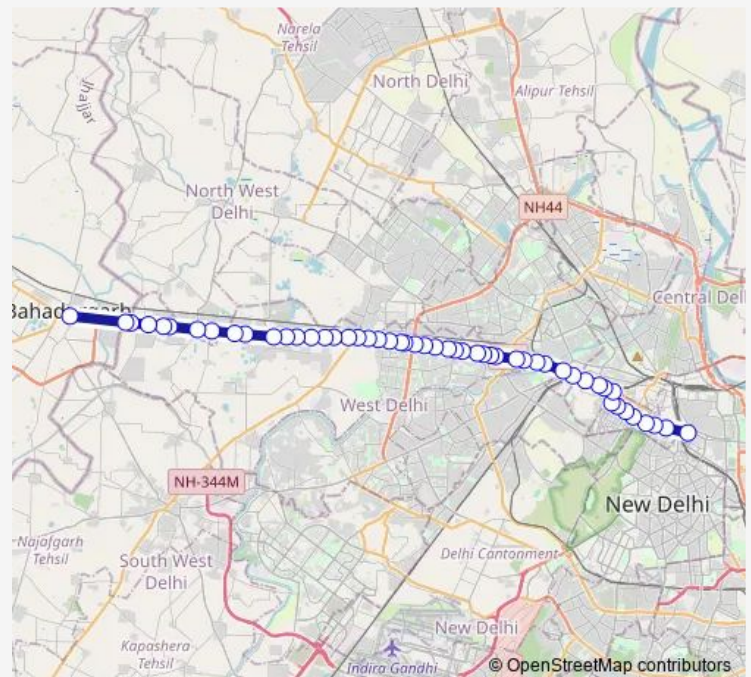 Narela
Tehsil
North Delhi
Alipur Tehsil
Jhajjar
North West
Delhi
NH44
Bahadurgarh
Central Del
West Delhi
NH-344M
New Delhi
Najafgarh
Tehsil
South West
Delhi
Delhi Cantonment
New Delhi
Kapashera
Tehsil
Indira Gandhi
© OpenStreetMap contributors